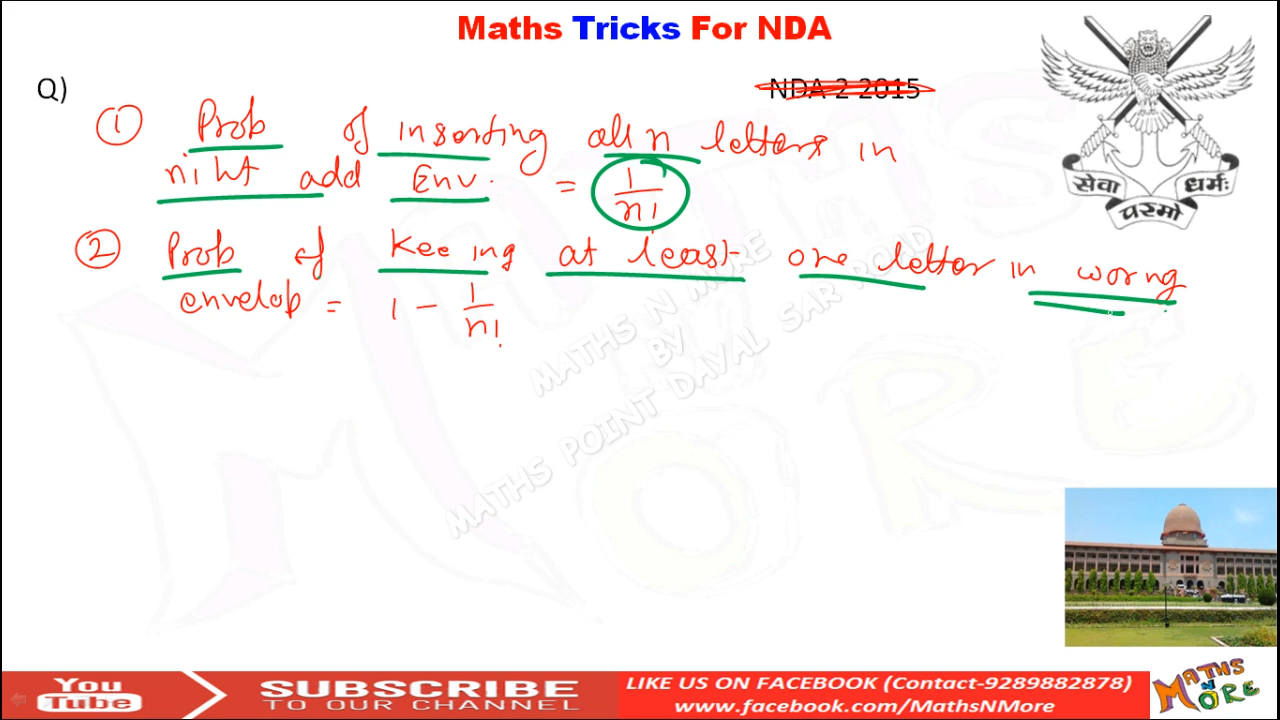 Maths Tricks For NDA
Q)
NDA 2 2015
① Prob of inserting all n letters in
right add Env. = 1/n!
② Prob of Keeing at least one letter in worng
envelop = 1 - 1/n!
सेवा परमो धर्मः
MATHS N MORE
BY
MATHS POINT DAYAL SAR ROAD
You Tube
SUBSCRIBE
TO OUR CHANNEL
LIKE US ON FACEBOOK (Contact-9289882878)
www.facebook.com/MathsNMore
MATHS
N
MORE